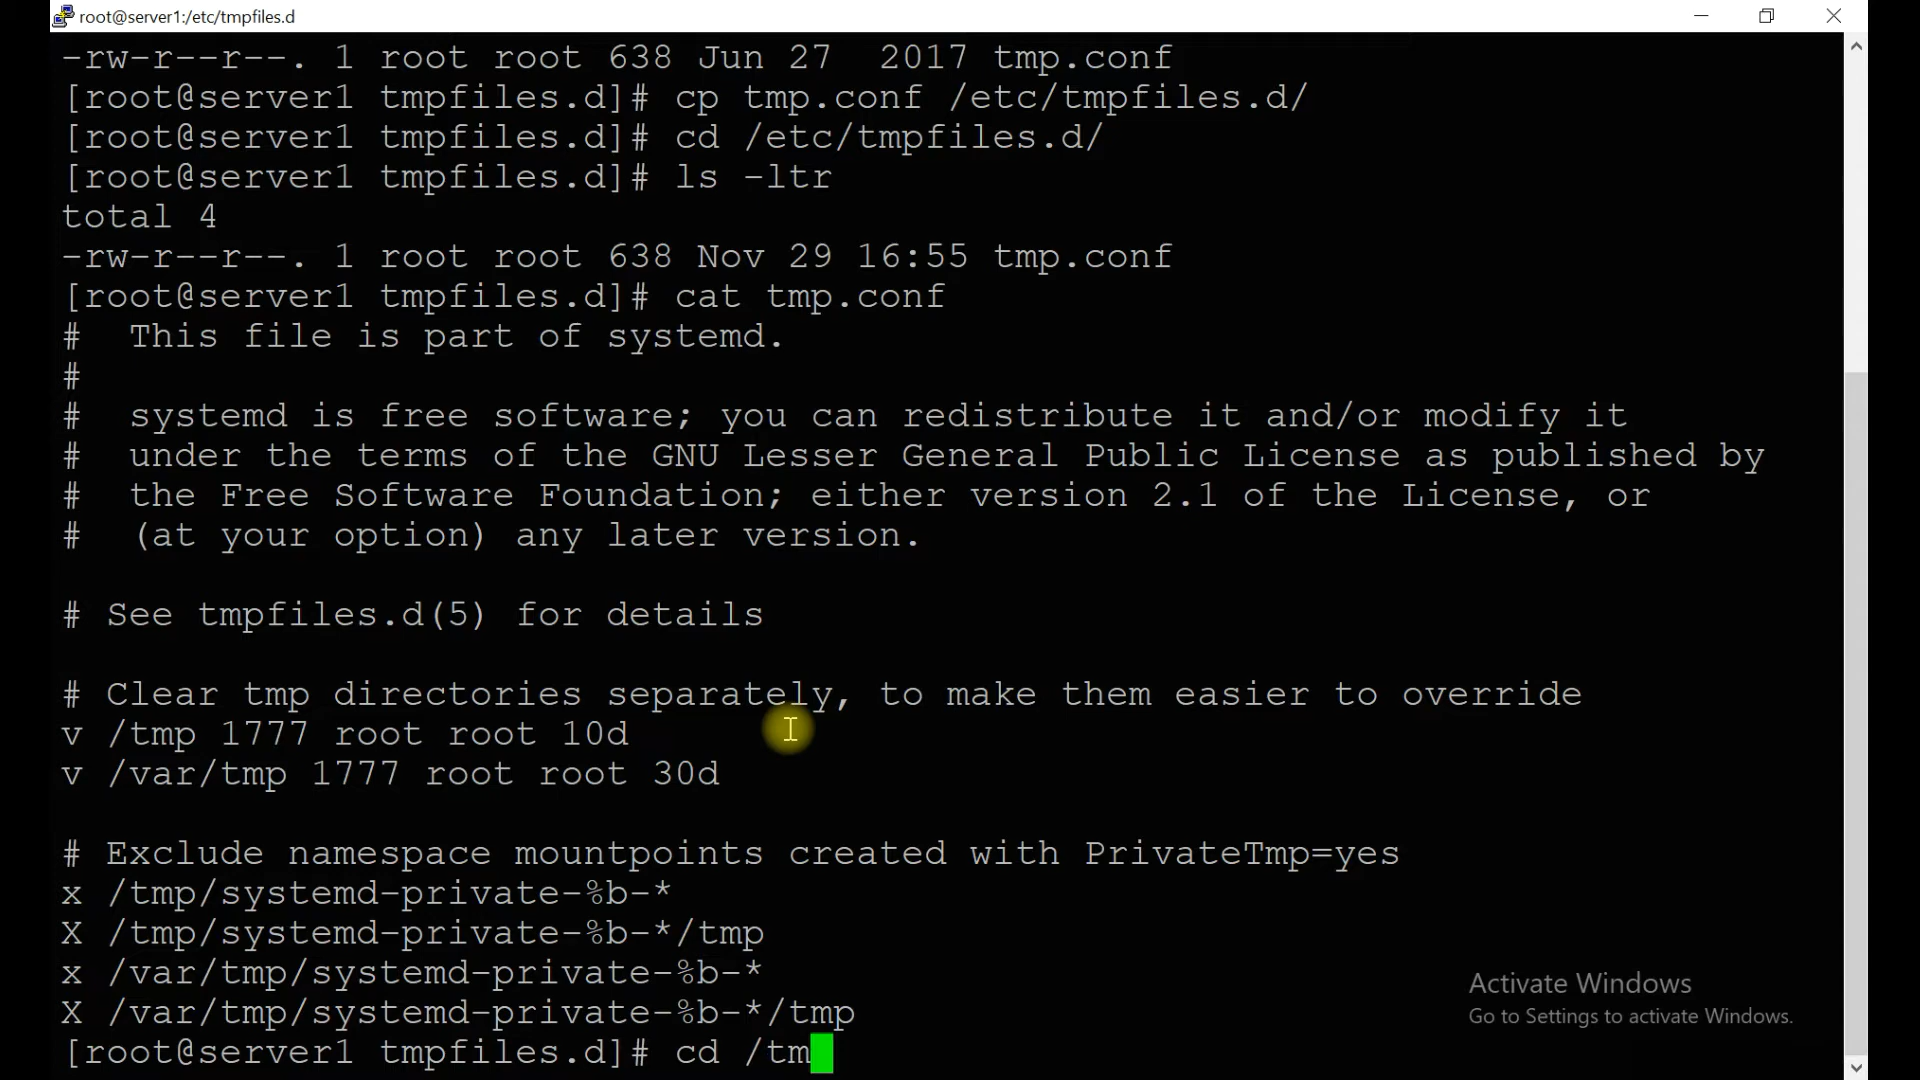 root@server1:/etc/tmpfiles.d
-rw-r--r--. 1 root root 638 Jun 27  2017 tmp.conf
[root@server1 tmpfiles.d]# cp tmp.conf /etc/tmpfiles.d/
[root@server1 tmpfiles.d]# cd /etc/tmpfiles.d/
[root@server1 tmpfiles.d]# ls -ltr
total 4
-rw-r--r--. 1 root root 638 Nov 29 16:55 tmp.conf
[root@server1 tmpfiles.d]# cat tmp.conf
#  This file is part of systemd.
#
#  systemd is free software; you can redistribute it and/or modify it
#  under the terms of the GNU Lesser General Public License as published by
#  the Free Software Foundation; either version 2.1 of the License, or
#  (at your option) any later version.
# See tmpfiles.d(5) for details
# Clear tmp directories separately, to make them easier to override
v /tmp 1777 root root 10d
v /var/tmp 1777 root root 30d
# Exclude namespace mountpoints created with PrivateTmp=yes
x /tmp/systemd-private-%b-*
X /tmp/systemd-private-%b-*/tmp
x /var/tmp/systemd-private-%b-*
X /var/tmp/systemd-private-%b-*/tmp
[root@server1 tmpfiles.d]# cd /tm
Activate Windows
Go to Settings to activate Windows.